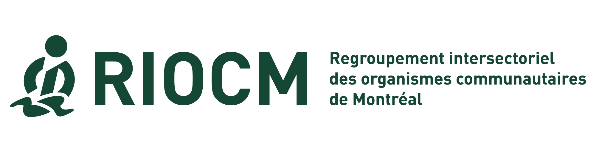 RIOCM
Regroupement intersectoriel
des organismes communautaires
de Montréal